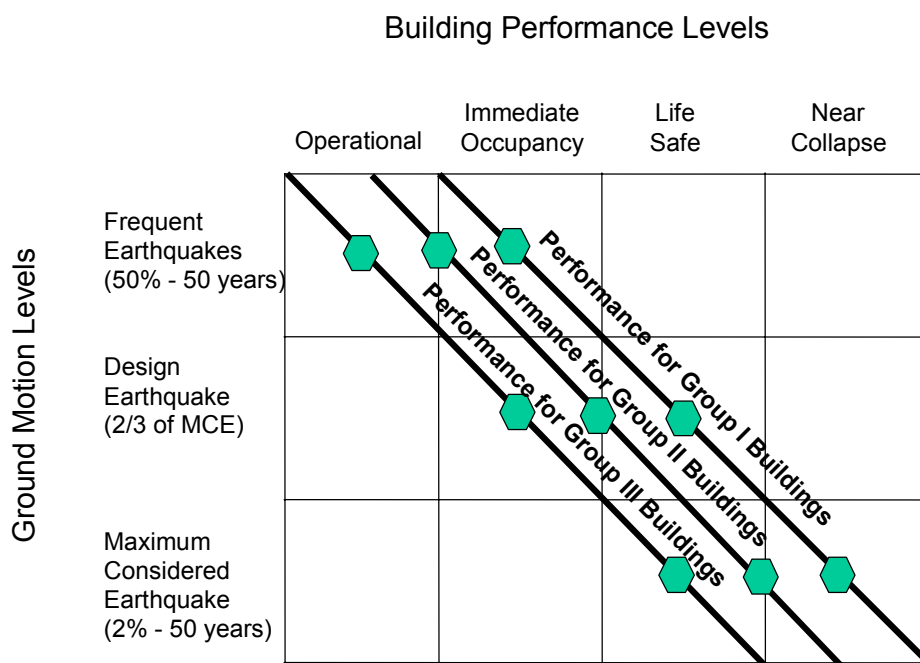 Building Performance Levels
Operational
Immediate
Occupancy
Life
Safe
Near
Collapse
Ground Motion Levels
Frequent
Earthquakes
(50% - 50 years)
Design
Earthquake
(2/3 of MCE)
Maximum
Considered
Earthquake
(2% - 50 years)
Performance for Group I Buildings
Performance for Group II Buildings
Performance for Group III Buildings